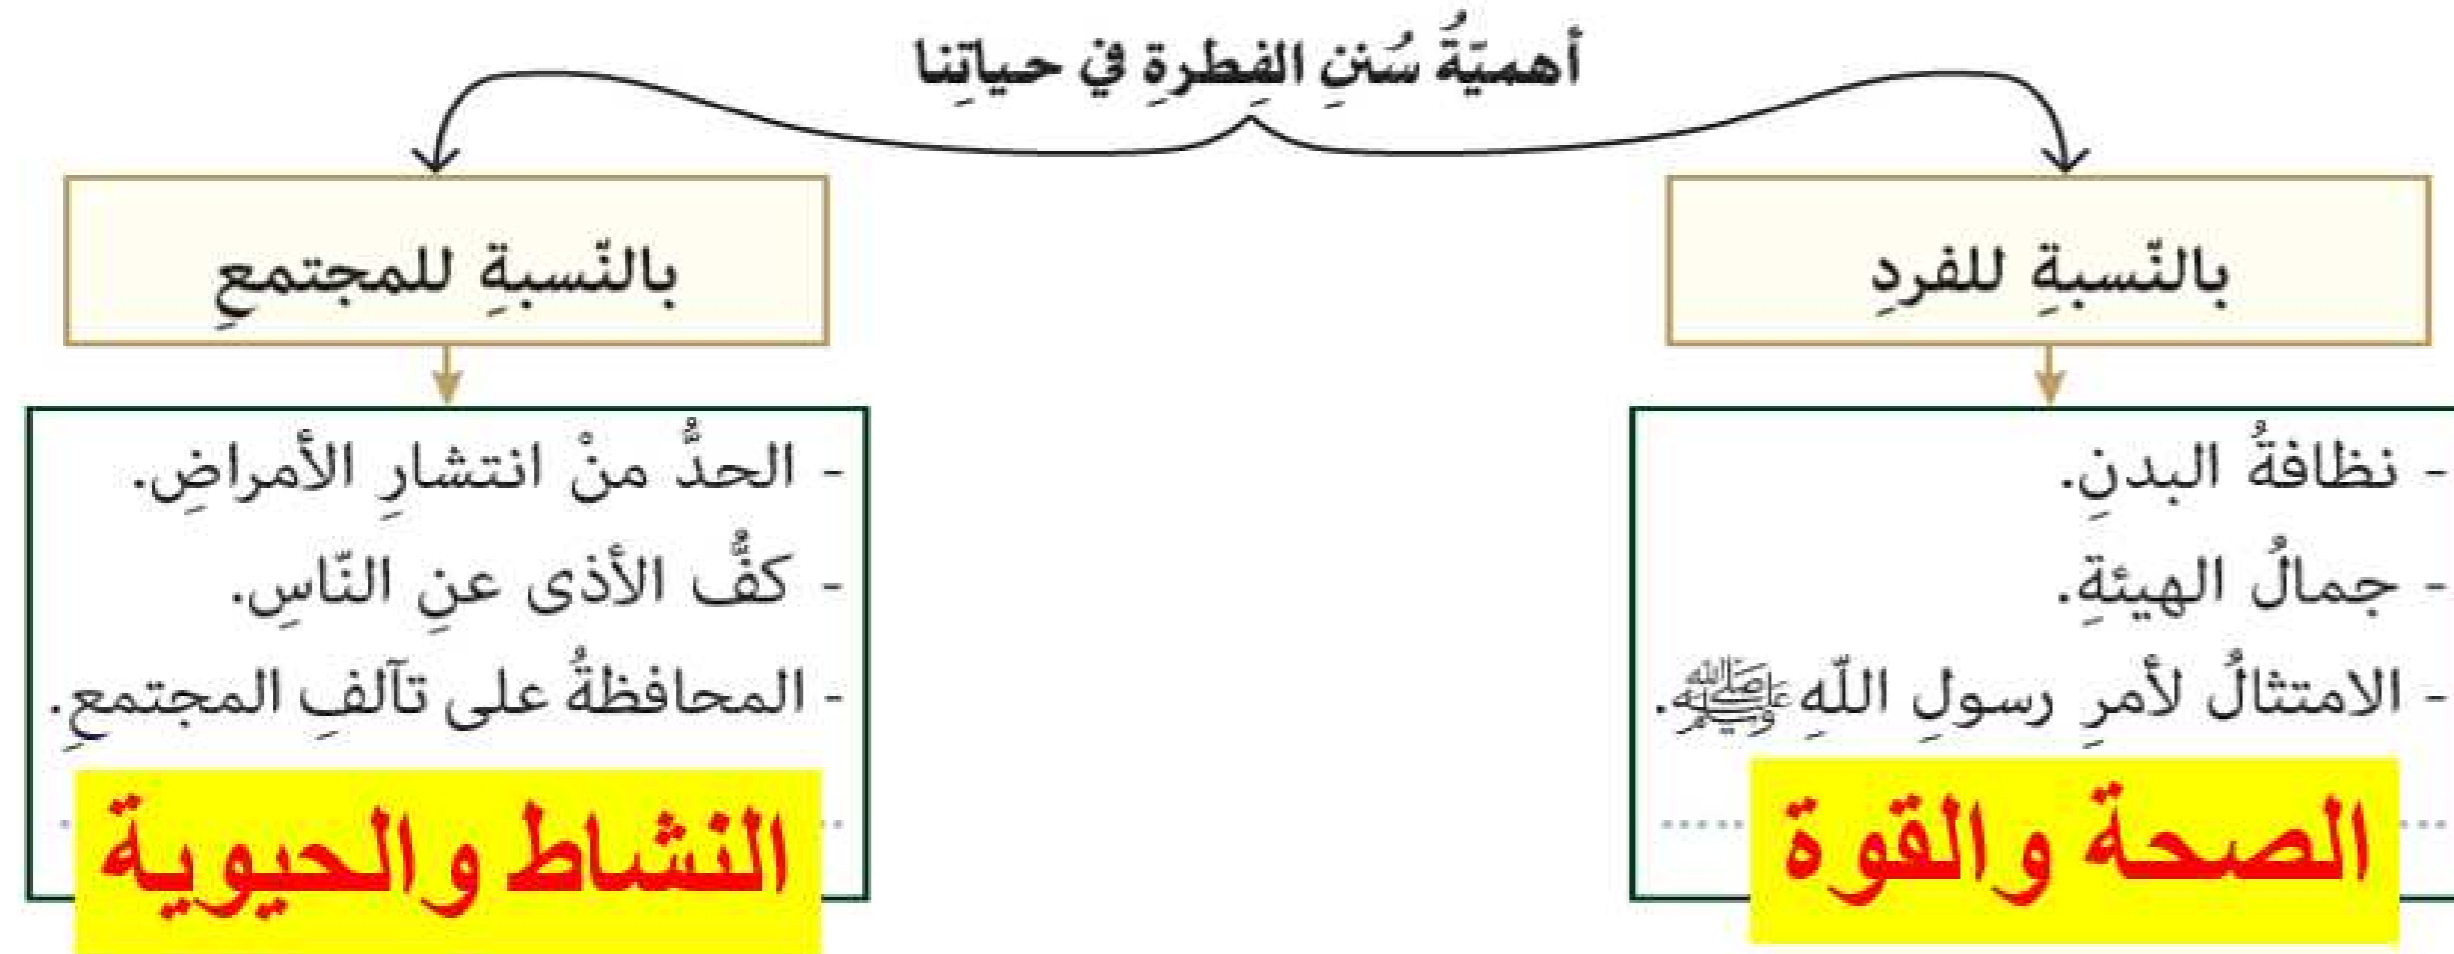 أهميّةُ سُننِ الفِطرةِ في حياتِنا
بالنّسبةِ للفردِ
- نظافةُ البدنِ.
- جمالُ الهيئةِ.
- الامتثالُ لأمرِ رسولِ اللّهِ ﷺ.
الصحة والقوة
بالنّسبةِ للمجتمعِ
- الحدُّ منْ انتشارِ الأمراضِ.
- كفُّ الأذى عنِ النّاسِ.
- المحافظةُ على تآلفِ المجتمعِ.
النشاط والحيوية